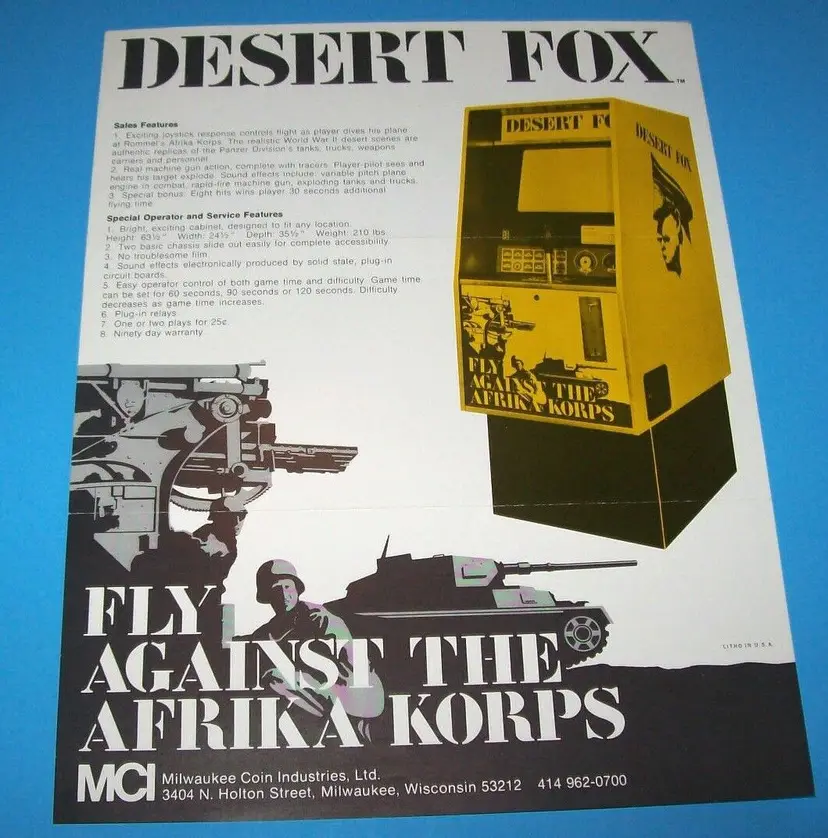 DESERT FOX™
Sales Features
1. Exciting joystick response controls flight as player dives his plane
at Rommel's Afrika Korps. The realistic World War II desert scenes are
authentic replicas of the Panzer Division's tanks, trucks, weapons
carriers and personnel.
2. Real machine gun action, complete with tracers. Player-pilot sees and
hears his target explode. Sound effects include: variable pitch plane
engine in combat, rapid-fire machine gun, exploding tanks and trucks.
3. Special bonus: Eight hits wins player 30 seconds additional
flying time.
Special Operator and Service Features
1. Bright, exciting cabinet, designed to fit any location.
Height: 63½" Width: 24½" Depth: 35½" Weight: 210 lbs.
2. Two basic chassis slide out easily for complete accessibility.
3. No troublesome film.
4. Sound effects electronically produced by solid state, plug-in
circuit boards.
5. Easy operator control of both game time and difficulty. Game time
can be set for 60 seconds, 90 seconds or 120 seconds. Difficulty
decreases as game time increases.
6. Plug-in relays
7. One or two plays for 25¢
8. Ninety day warranty
DESERT FO
DESERT FOX
FLY
AGAINST THE
AFRIKA KORPS
LITHO IN U.S.A.
FLY
AGAINST THE
AFRIKA KORPS
MCI Milwaukee Coin Industries, Ltd.
3404 N. Holton Street, Milwaukee, Wisconsin 53212 414 962-0700